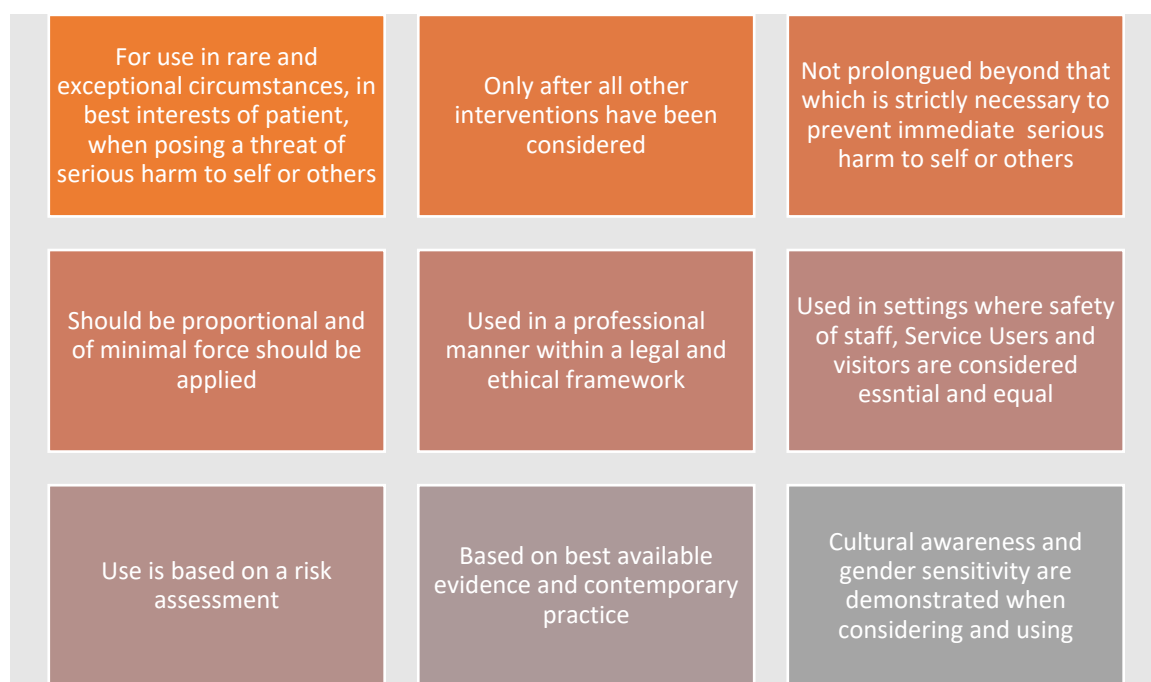 For use in rare and
exceptional circumstances, in
best interests of patient,
when posing a threat of
serious harm to self or others
Only after all other
interventions have been
considered
Not prolongued beyond that
which is strictly necessary to
prevent immediate  serious
harm to self or others
Should be proportional and
of minimal force should be
applied
Used in a professional
manner within a legal and
ethical framework
Used in settings where safety
of staff, Service Users and
visitors are considered
essntial and equal
Use is based on a risk
assessment
Based on best available
evidence and contemporary
practice
Cultural awareness and
gender sensitivity are
demonstrated when
considering and using